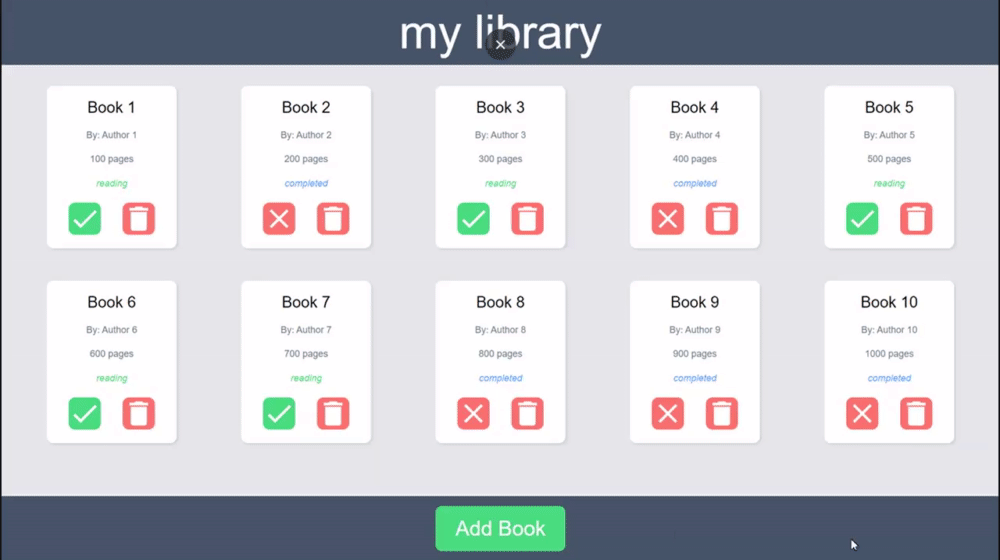 my library
Book 1
By: Author 1
100 pages
reading
Book 2
By: Author 2
200 pages
completed
Book 3
By: Author 3
300 pages
reading
Book 4
By: Author 4
400 pages
completed
Book 5
By: Author 5
500 pages
reading
Book 6
By: Author 6
600 pages
reading
Book 7
By: Author 7
700 pages
reading
Book 8
By: Author 8
800 pages
completed
Book 9
By: Author 9
900 pages
completed
Book 10
By: Author 10
1000 pages
completed
Add Book